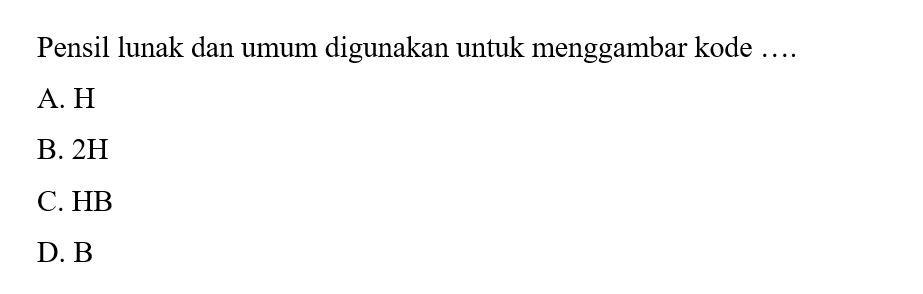 Pensil lunak dan umum digunakan untuk menggambar kode ....
A. H
B. 2H
C. HB
D. B